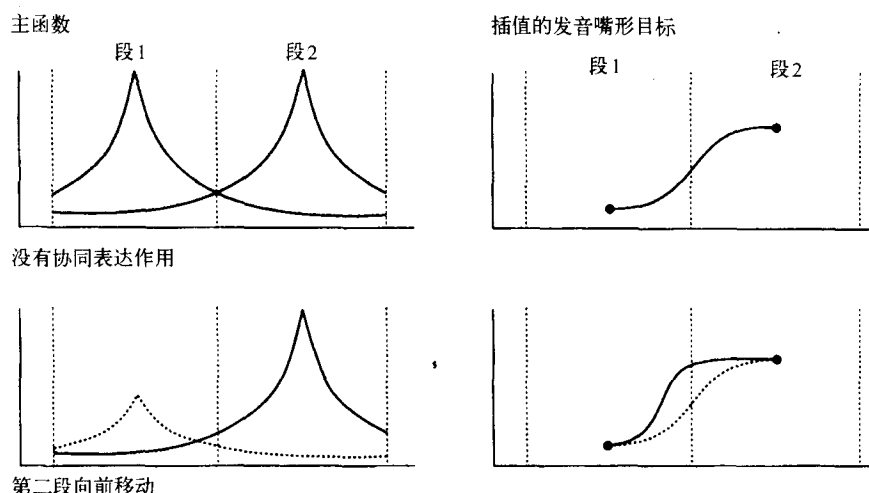 主函数
插值的发音嘴形目标
段1
段2
段1
段2
没有协同表达作用
第二段向前移动